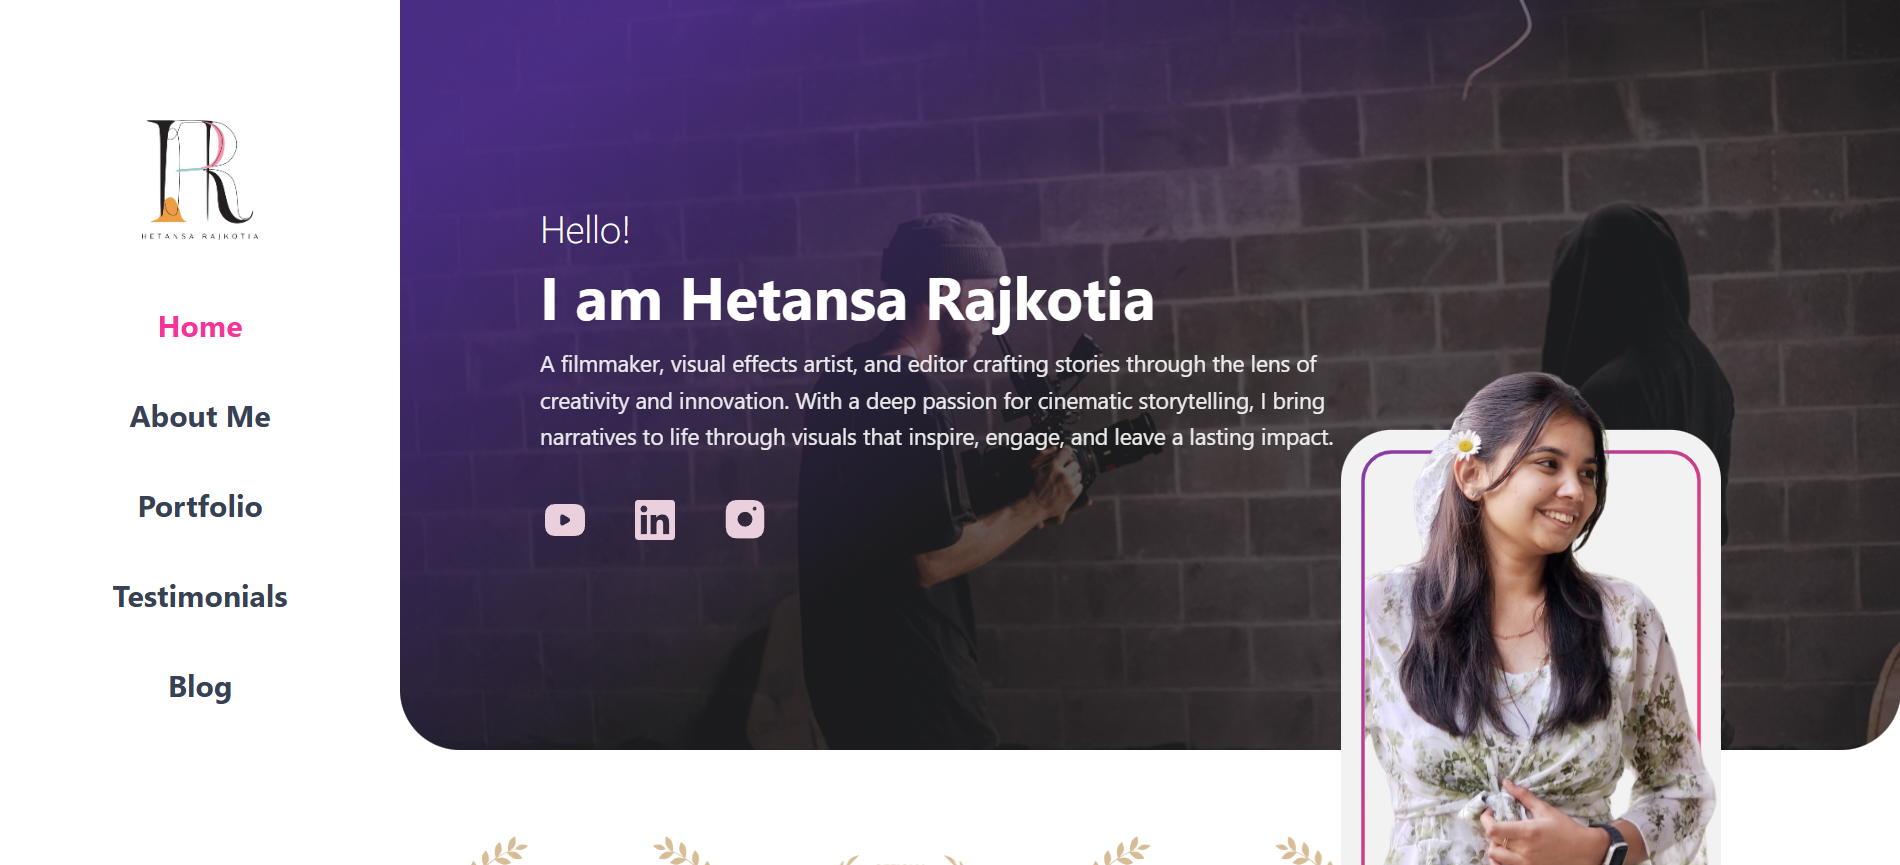 HETANSA RAJKOTIA
Home
About Me
Portfolio
Testimonials
Blog
Hello!
I am Hetansa Rajkotia
A filmmaker, visual effects artist, and editor crafting stories through the lens of
creativity and innovation. With a deep passion for cinematic storytelling, I bring
narratives to life through visuals that inspire, engage, and leave a lasting impact.
in